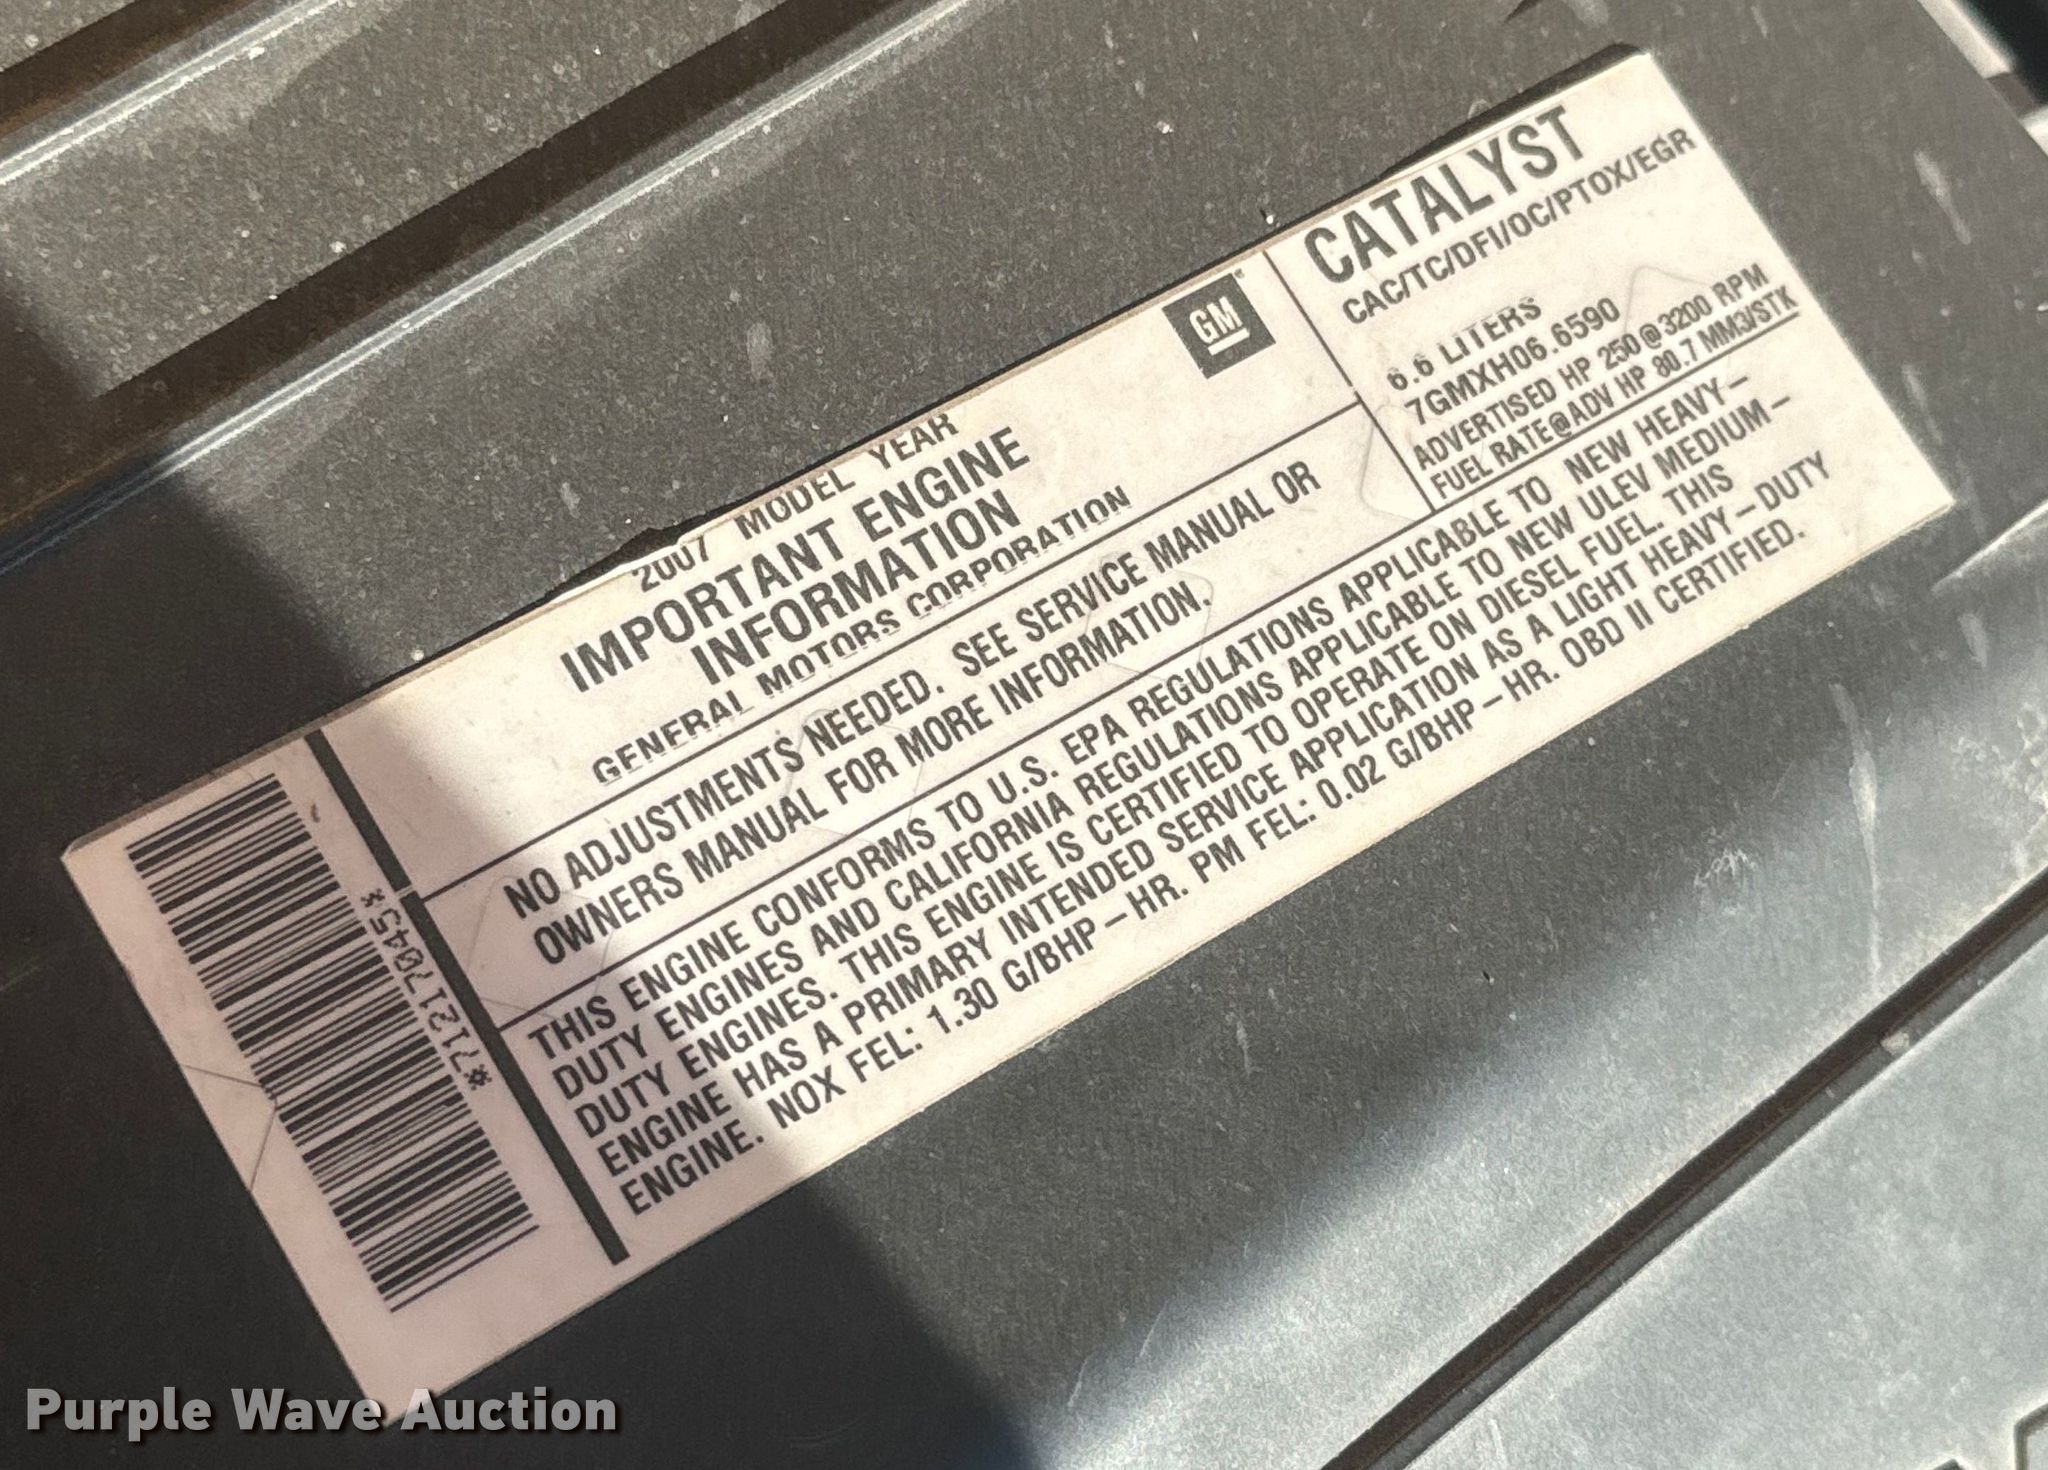 2007 MODEL YEAR
IMPORTANT ENGINE
INFORMATION
GENERAL MOTORS CORPORATION
GM
CATALYST
CAC/TC/DFI/OC/PTOX/EGR
6.6 LITERS
7GMXH06.6590
ADVERTISED HP 250@3200 RPM
FUEL RATE@ADV HP 80.7 MM3/STK
NO ADJUSTMENTS NEEDED. SEE SERVICE MANUAL OR
OWNERS MANUAL FOR MORE INFORMATION.
THIS ENGINE CONFORMS TO U.S. EPA REGULATIONS APPLICABLE TO NEW HEAVY–
DUTY ENGINES AND CALIFORNIA REGULATIONS APPLICABLE TO NEW ULEV MEDIUM–
DUTY ENGINES. THIS ENGINE IS CERTIFIED TO OPERATE ON DIESEL FUEL. THIS
ENGINE HAS A PRIMARY INTENDED SERVICE APPLICATION AS A LIGHT HEAVY–DUTY
ENGINE. NOX FEL: 1.30 G/BHP–HR. PM FEL: 0.02 G/BHP–HR. OBD II CERTIFIED.
*71217045*
Purple Wave Auction